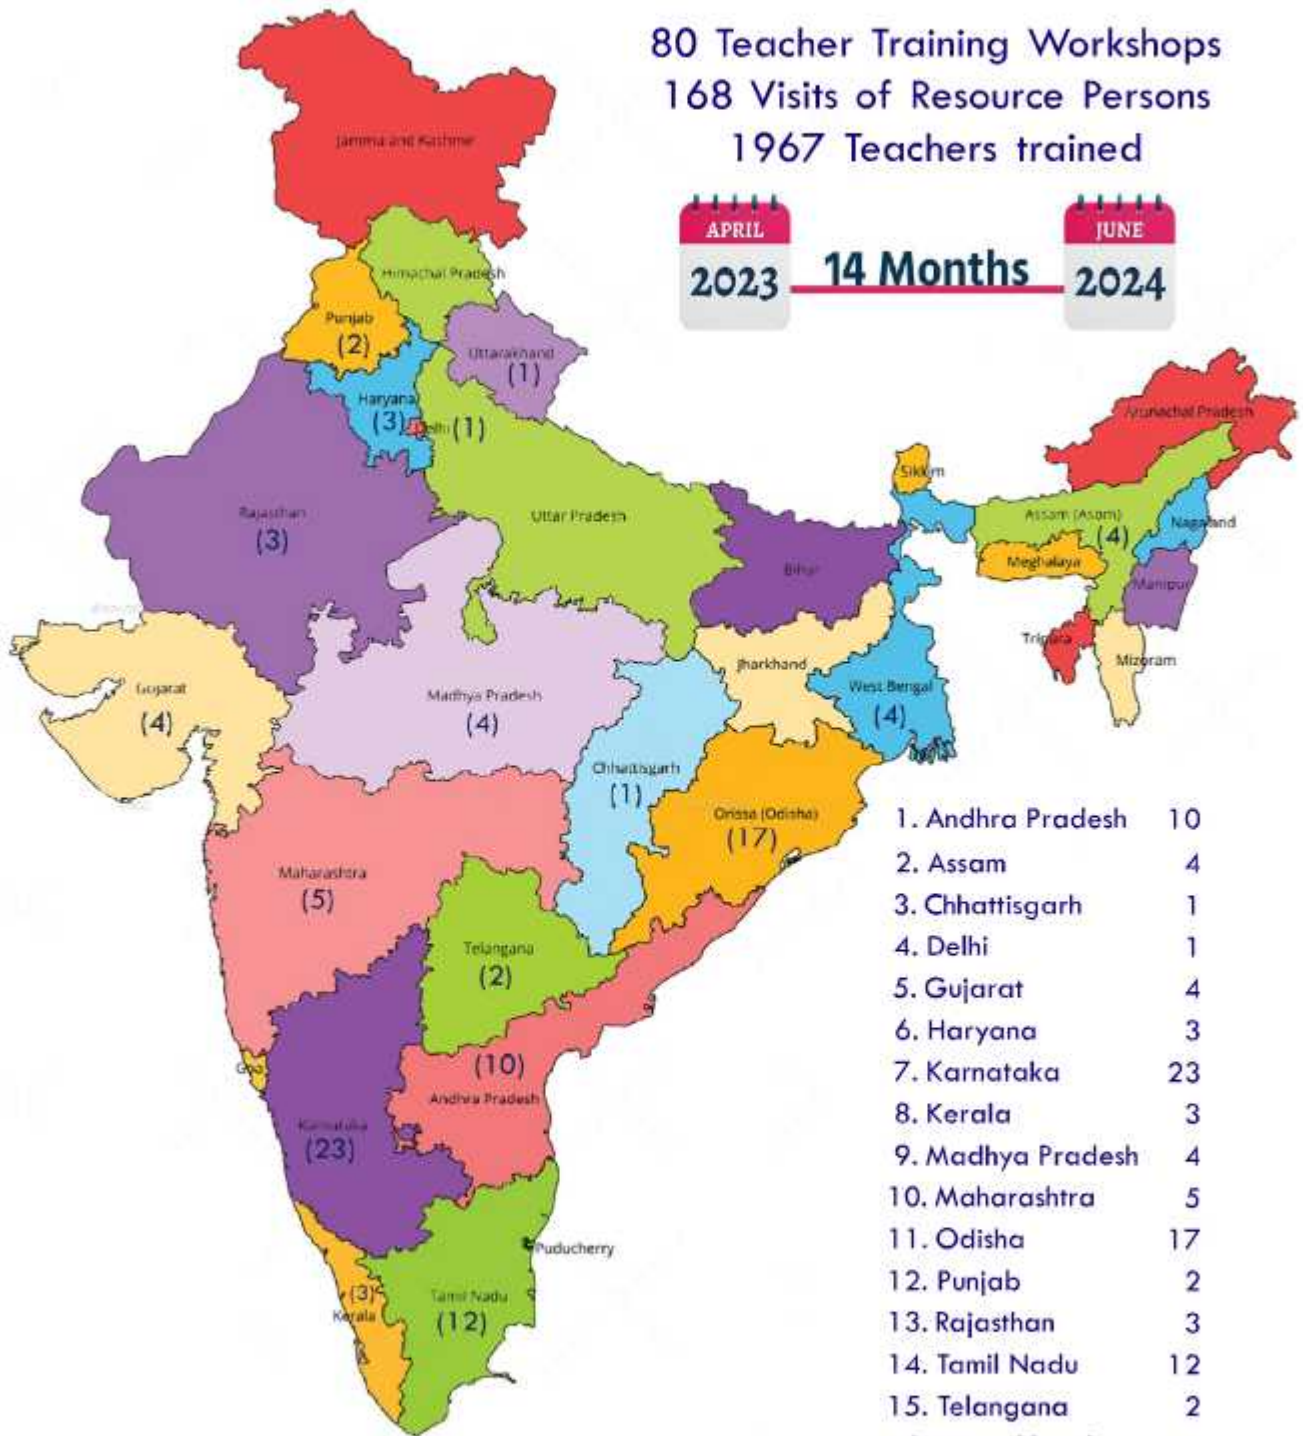 80 Teacher Training Workshops
168 Visits of Resource Persons
1967 Teachers trained
APRIL
2023
14 Months
JUNE
2024
Jammu and Kashmir
Himachal Pradesh
Punjab
(2)
Uttarakhand
(1)
Haryana
(3)
Delhi (1)
Arunachal Pradesh
Sikkim
Rajasthan
(3)
Uttar Pradesh
Assam (Asom)
(4)
Nagaland
Bihar
Meghalaya
Manipur
Tripura
Mizoram
Jharkhand
Gujarat
(4)
Madhya Pradesh
(4)
West Bengal
(4)
Chhattisgarh
(1)
Orissa (Odisha)
(17)
Maharashtra
(5)
Telangana
(2)
Goa
(10)
Andhra Pradesh
Karnataka
(23)
Puducherry
(3)
Kerala
Tamil Nadu
(12)
1. Andhra Pradesh 10
2. Assam 4
3. Chhattisgarh 1
4. Delhi 1
5. Gujarat 4
6. Haryana 3
7. Karnataka 23
8. Kerala 3
9. Madhya Pradesh 4
10. Maharashtra 5
11. Odisha 17
12. Punjab 2
13. Rajasthan 3
14. Tamil Nadu 12
15. Telangana 2